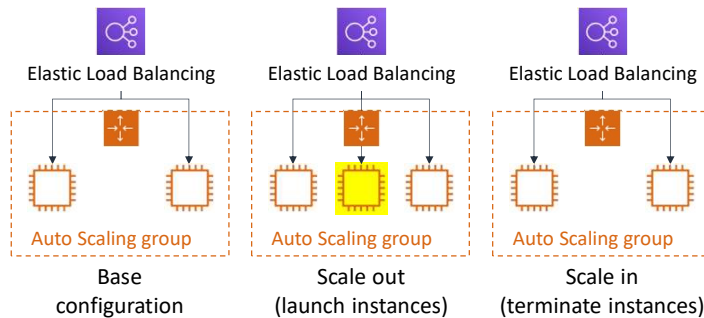 Elastic Load Balancing
Elastic Load Balancing
Elastic Load Balancing
Auto Scaling group
Auto Scaling group
Auto Scaling group
Base
configuration
Scale out
(launch instances)
Scale in
(terminate instances)